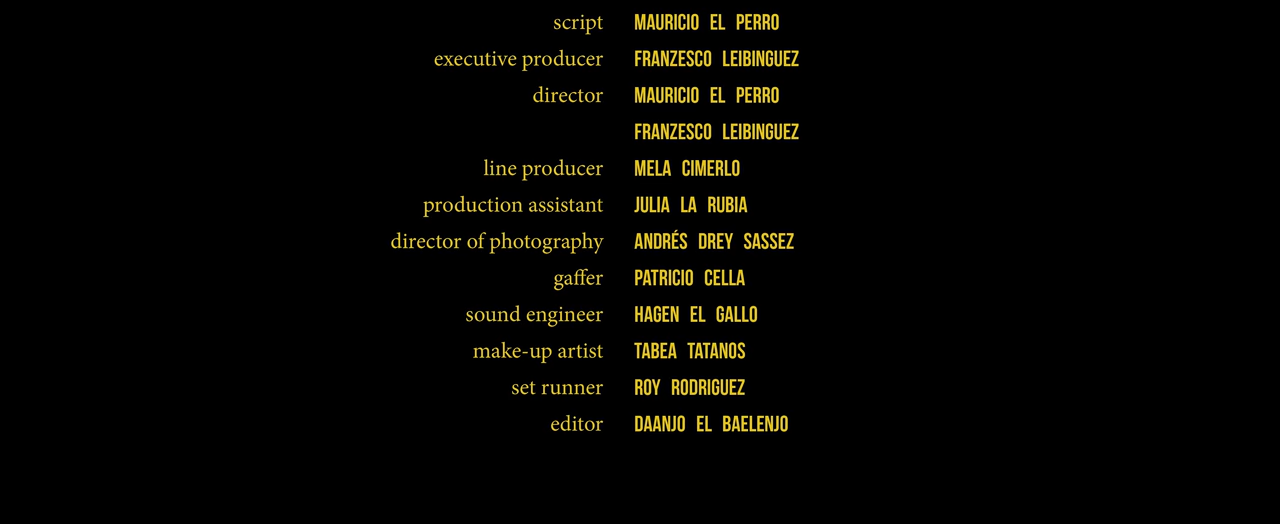 script MAURICIO EL PERRO
executive producer FRANZESCO LEIBINGUEZ
director MAURICIO EL PERRO
FRANZESCO LEIBINGUEZ
line producer MELA CIMERLO
production assistant JULIA LA RUBIA
director of photography ANDRÉS DREY SASSEZ
gaffer PATRICIO CELLA
sound engineer HAGEN EL GALLO
make-up artist TABEA TATANOS
set runner ROY RODRIGUEZ
editor DAANJO EL BAELENJO